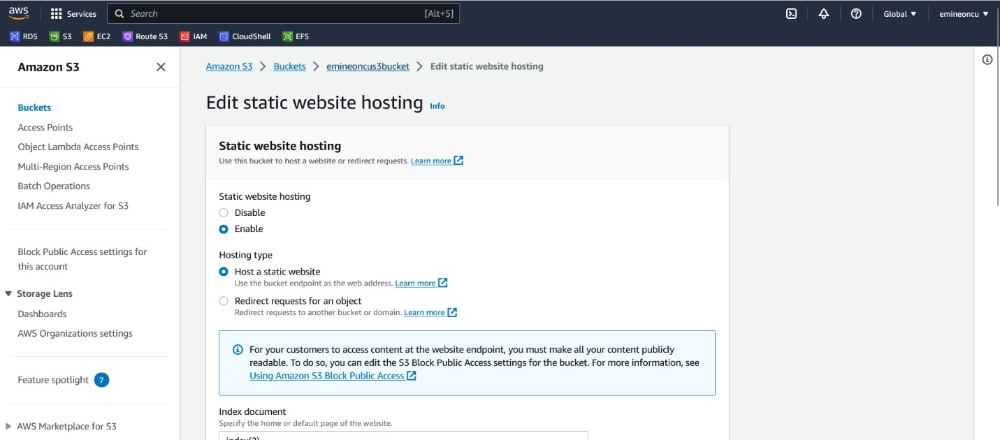 aws
Services
Search
[Alt+S]
Global
emineoncu
RDS
S3
EC2
Route 53
IAM
CloudShell
EFS
Amazon S3
Buckets
Access Points
Object Lambda Access Points
Multi-Region Access Points
Batch Operations
IAM Access Analyzer for S3
Block Public Access settings for
this account
Storage Lens
Dashboards
AWS Organizations settings
Feature spotlight 7
AWS Marketplace for S3
Amazon S3 > Buckets > emineoncus3bucket > Edit static website hosting
Edit static website hosting Info
Static website hosting
Use this bucket to host a website or redirect requests. Learn more
Static website hosting
Disable
Enable
Hosting type
Host a static website
Use the bucket endpoint as the web address. Learn more
Redirect requests for an object
Redirect requests to another bucket or domain. Learn more
For your customers to access content at the website endpoint, you must make all your content publicly
readable. To do so, you can edit the S3 Block Public Access settings for the bucket. For more information, see
Using Amazon S3 Block Public Access
Index document
Specify the home or default page of the website.
index(2)